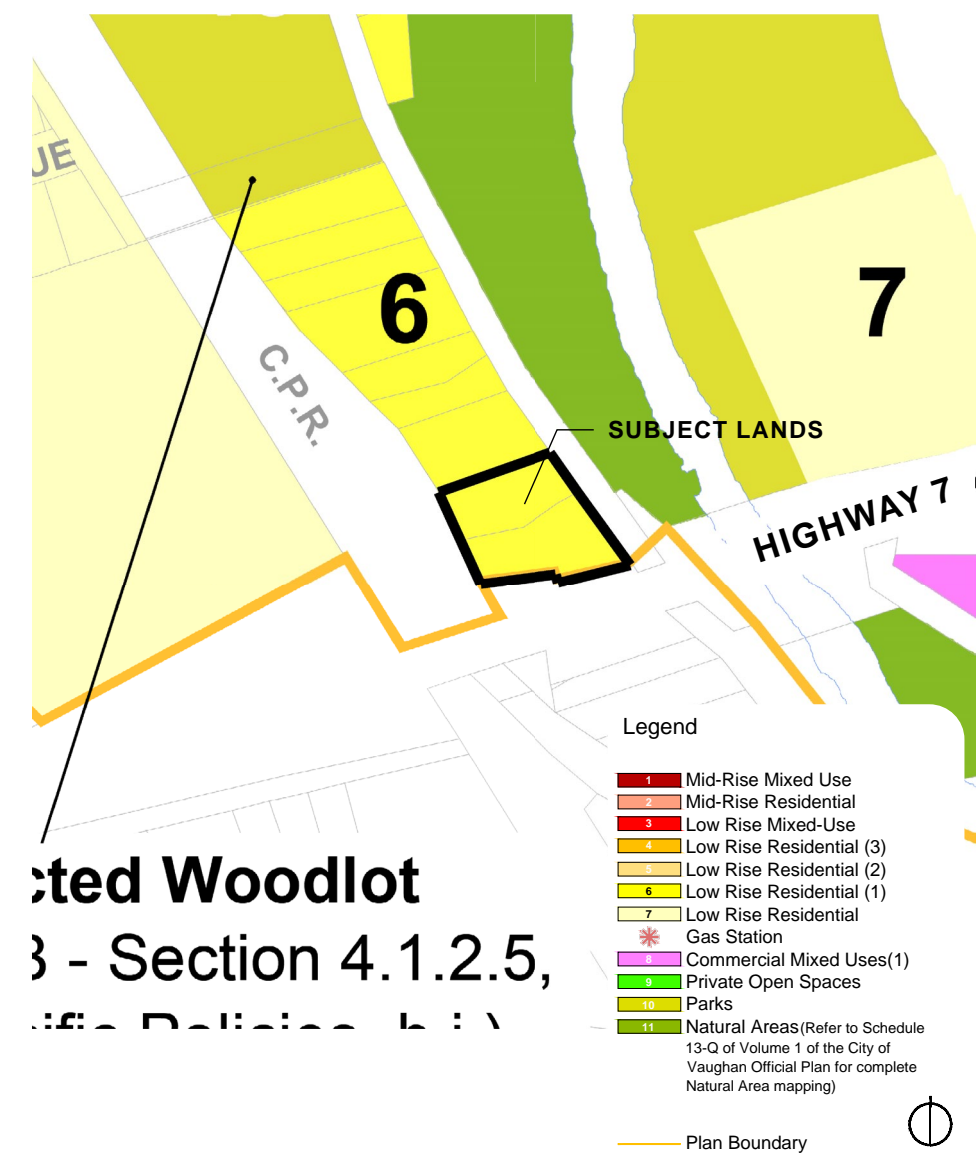 UE
6
7
C.P.R.
SUBJECT LANDS
HIGHWAY 7
cted Woodlot
3 - Section 4.1.2.5,
Legend
1 Mid-Rise Mixed Use
2 Mid-Rise Residential
3 Low Rise Mixed-Use
4 Low Rise Residential (3)
5 Low Rise Residential (2)
6 Low Rise Residential (1)
7 Low Rise Residential
Gas Station
8 Commercial Mixed Uses(1)
9 Private Open Spaces
10 Parks
11 Natural Areas(Refer to Schedule
13-Q of Volume 1 of the City of
Vaughan Official Plan for complete
Natural Area mapping)
Plan Boundary